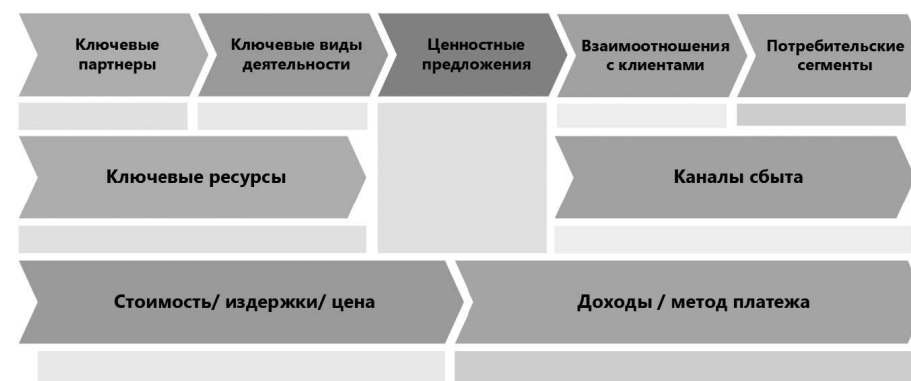 Ключевые
партнеры
Ключевые виды
деятельности
Ценностные
предложения
Взаимоотношения
с клиентами
Потребительские
сегменты
Ключевые ресурсы
Каналы сбыта
Стоимость/ издержки/ цена
Доходы / метод платежа